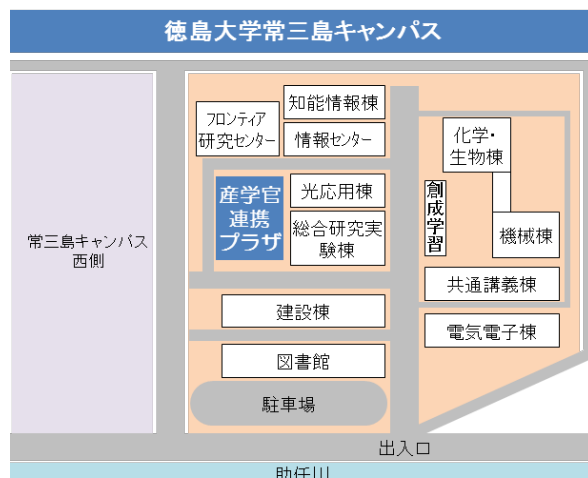 徳島大学常三島キャンパス
知能情報棟
フロンティア
研究センター
情報センター
化学・
生物棟
産学官
連携
プラザ
光応用棟
総合研究実
験棟
創成学習
機械棟
常三島キャンパス
西側
共通講義棟
建設棟
電気電子棟
図書館
駐車場
出入口
助任川